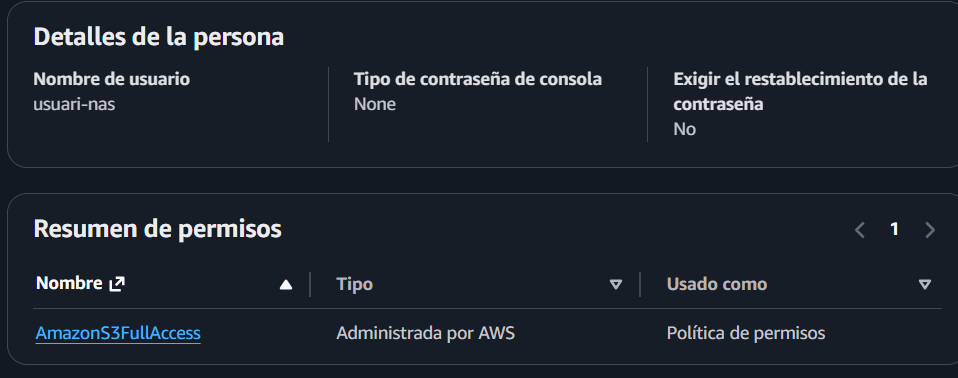 Detalles de la persona
Nombre de usuario
usuari-nas
Tipo de contraseña de consola
None
Exigir el restablecimiento de la
contraseña
No
Resumen de permisos
1
Nombre
Tipo
Usado como
AmazonS3FullAccess
Administrada por AWS
Política de permisos